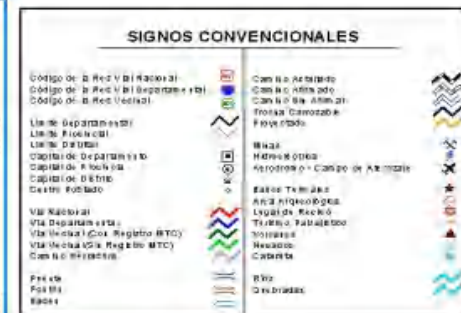 SIGNOS CONVENCIONALES
Código de la Red Vial Nacional
Código de la Red Vial Departamental
Código de la Red Vecinal
Límite Departamental
Límite Provincial
Límite Distrital
Capital de Departamento
Capital de Provincia
Capital de Distrito
Centro Poblado
Vía Nacional
Vía Departamental
Vía Vecinal (Con Registro MTC)
Vía Vecinal (Sin Registro MTC)
Camino Herradura
Puente
Pontón
Badén
Camino Asfaltado
Camino Afirmado
Camino Sin Afirmar
Trocha Carrozable
Proyectado
Minas
Hidroeléctrica
Aeródromo - Campo de Aterrizaje
Baños Termales
Area Arqueológica
Lugar de Recreo
Turismo Paisajístico
Volcanes
Nevados
Catarata
Ríos
Quebradas